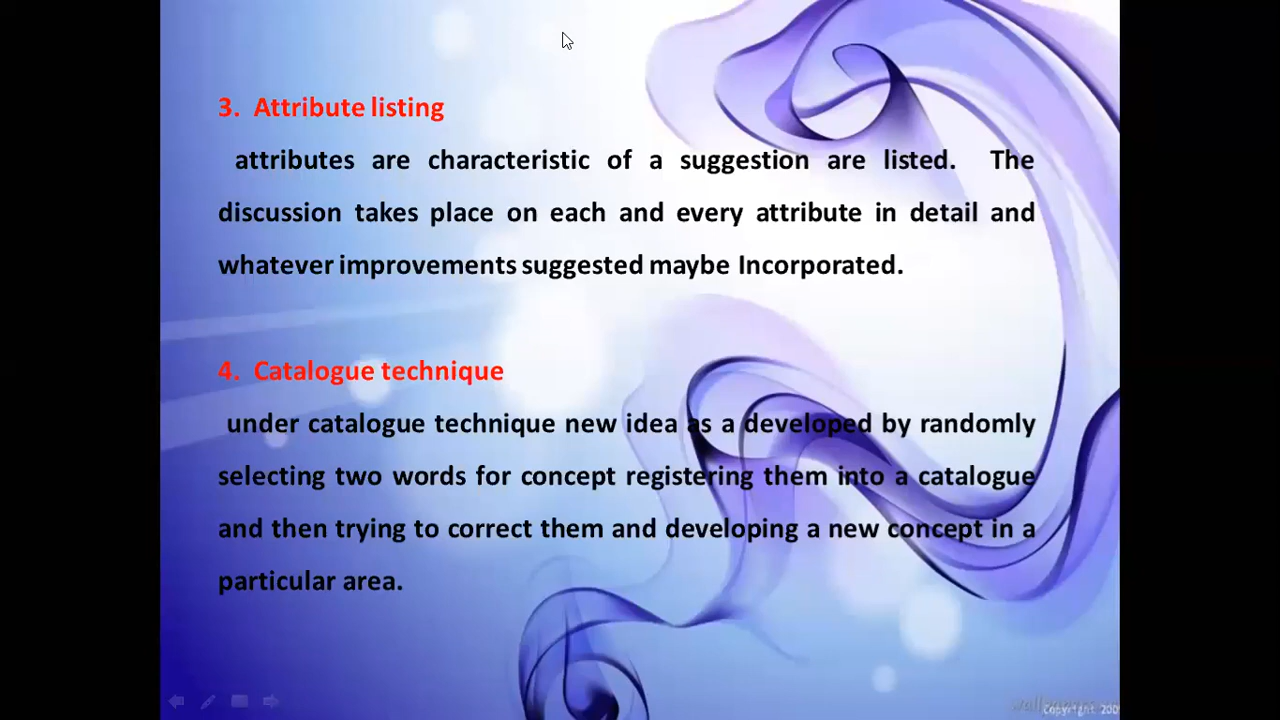 3. Attribute listing
attributes are characteristic of a suggestion are listed. The
discussion takes place on each and every attribute in detail and
whatever improvements suggested maybe Incorporated.
4. Catalogue technique
under catalogue technique new idea as a developed by randomly
selecting two words for concept registering them into a catalogue
and then trying to correct them and developing a new concept in a
particular area.
Copyright 200